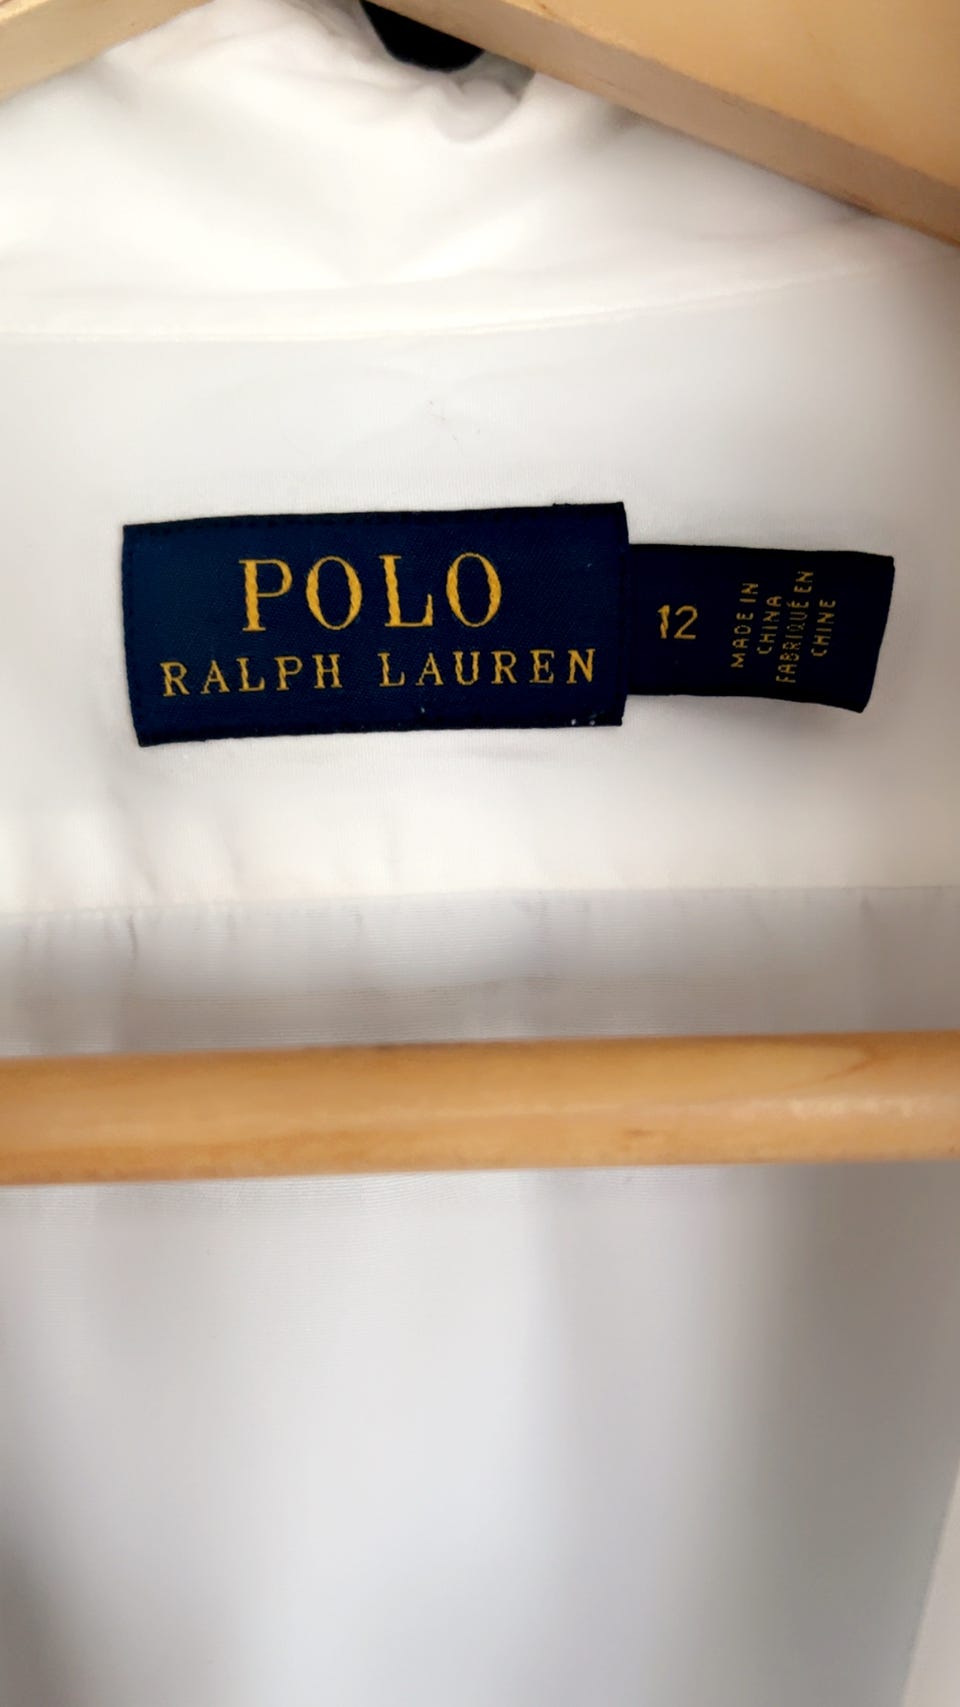 POLO
RALPH LAUREN
12
MADE IN
CHINA
FABRIQUÉ EN
CHINE